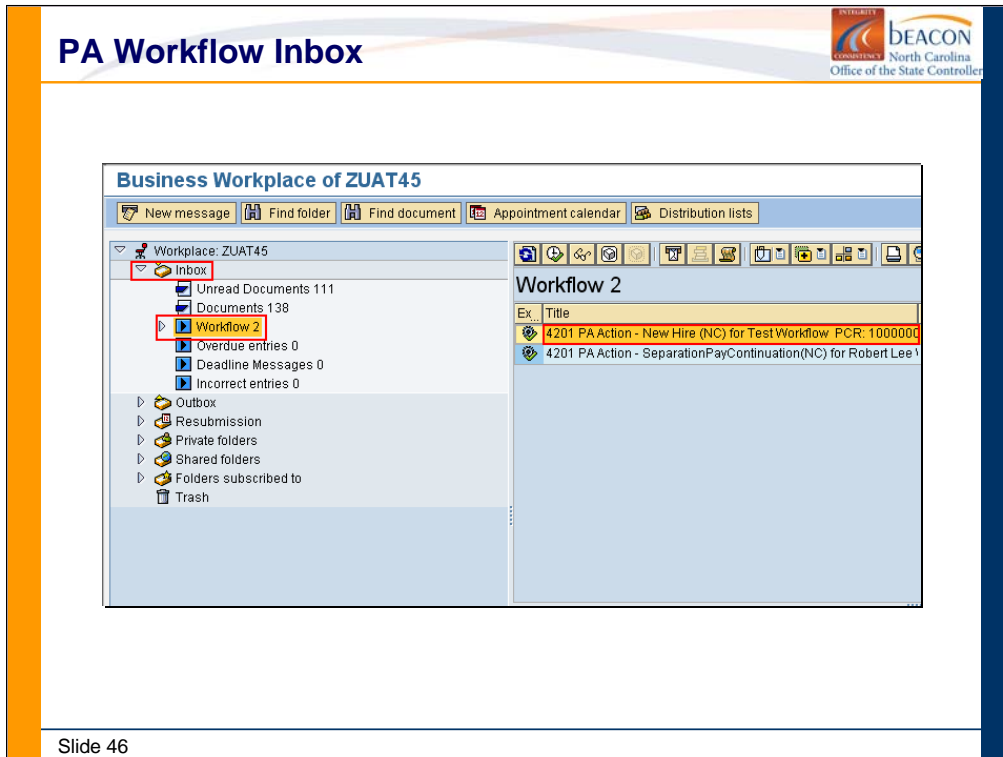 PA Workflow Inbox
INTEGRITY
CONSISTENCY
bEACON
North Carolina
Office of the State Controller
Business Workplace of ZUAT45
New message Find folder Find document Appointment calendar Distribution lists
Workplace: ZUAT45
Inbox
Unread Documents 111
Documents 138
Workflow 2
Overdue entries 0
Deadline Messages 0
Incorrect entries 0
Outbox
Resubmission
Private folders
Shared folders
Folders subscribed to
Trash
Workflow 2
Ex... Title
4201 PA Action - New Hire (NC) for Test Workflow PCR: 1000000
4201 PA Action - SeparationPayContinuation(NC) for Robert Lee
Slide 46